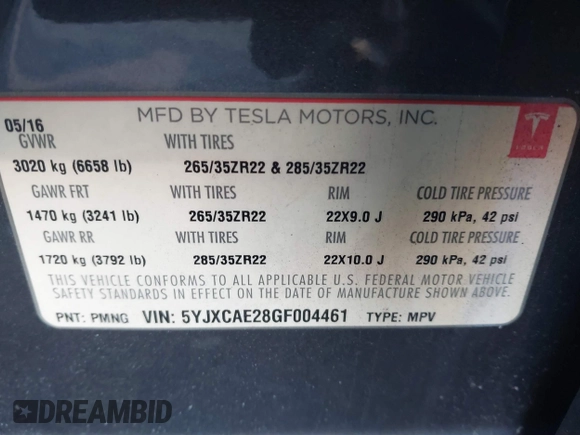 MFD BY TESLA MOTORS, INC.
TESLA
05/16
GVWR WITH TIRES
3020 kg (6658 lb) 265/35ZR22 & 285/35ZR22
GAWR FRT WITH TIRES RIM COLD TIRE PRESSURE
1470 kg (3241 lb) 265/35ZR22 22X9.0 J 290 kPa, 42 psi
GAWR RR WITH TIRES RIM COLD TIRE PRESSURE
1720 kg (3792 lb) 285/35ZR22 22X10.0 J 290 kPa, 42 psi
THIS VEHICLE CONFORMS TO ALL APPLICABLE U.S. FEDERAL MOTOR VEHICLE
SAFETY STANDARDS IN EFFECT ON THE DATE OF MANUFACTURE SHOWN ABOVE.
PNT: PMNG VIN: 5YJXCAE28GF004461 TYPE: MPV
DREAMBID